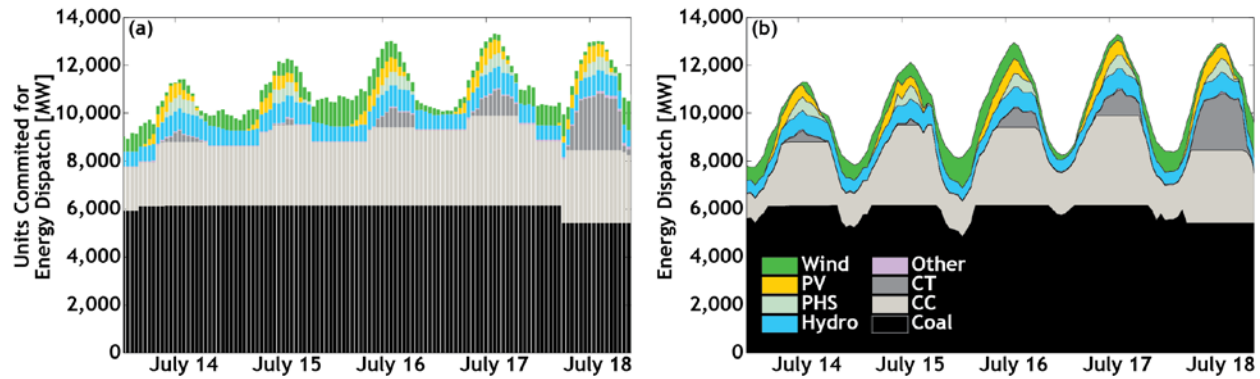 14,000
(a)
12,000
10,000
8,000
6,000
4,000
2,000
0
Units Commited for
Energy Dispatch [MW]
July 14 July 15 July 16 July 17 July 18
14,000
(b)
12,000
10,000
8,000
6,000
4,000
2,000
0
Energy Dispatch [MW]
Wind Other
PV CT
PHS CC
Hydro Coal
July 14 July 15 July 16 July 17 July 18